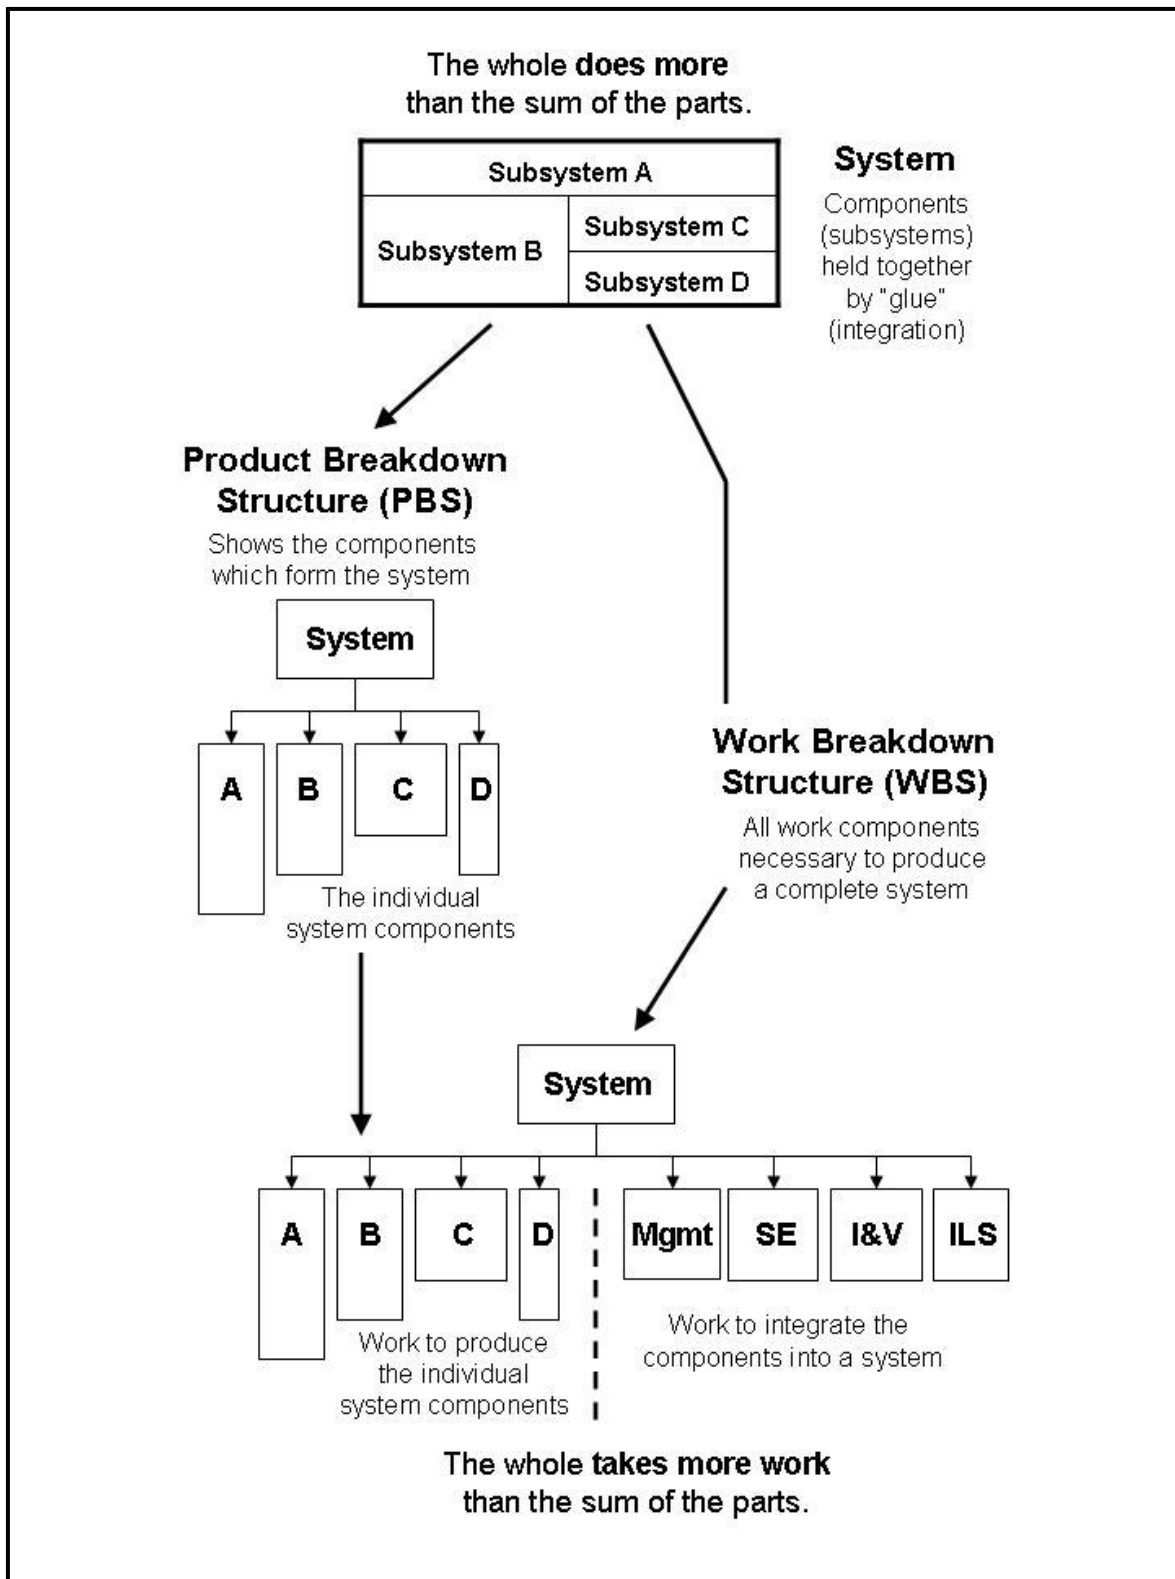 The whole does more
than the sum of the parts.
Subsystem A
Subsystem B
Subsystem C
Subsystem D
System
Components
(subsystems)
held together
by "glue"
(integration)
Product Breakdown
Structure (PBS)
Shows the components
which form the system
System
A
B
C
D
The individual
system components
Work Breakdown
Structure (WBS)
All work components
necessary to produce
a complete system
System
A
B
C
D
Mgmt
SE
I&V
ILS
Work to produce
the individual
system components
Work to integrate the
components into a system
The whole takes more work
than the sum of the parts.